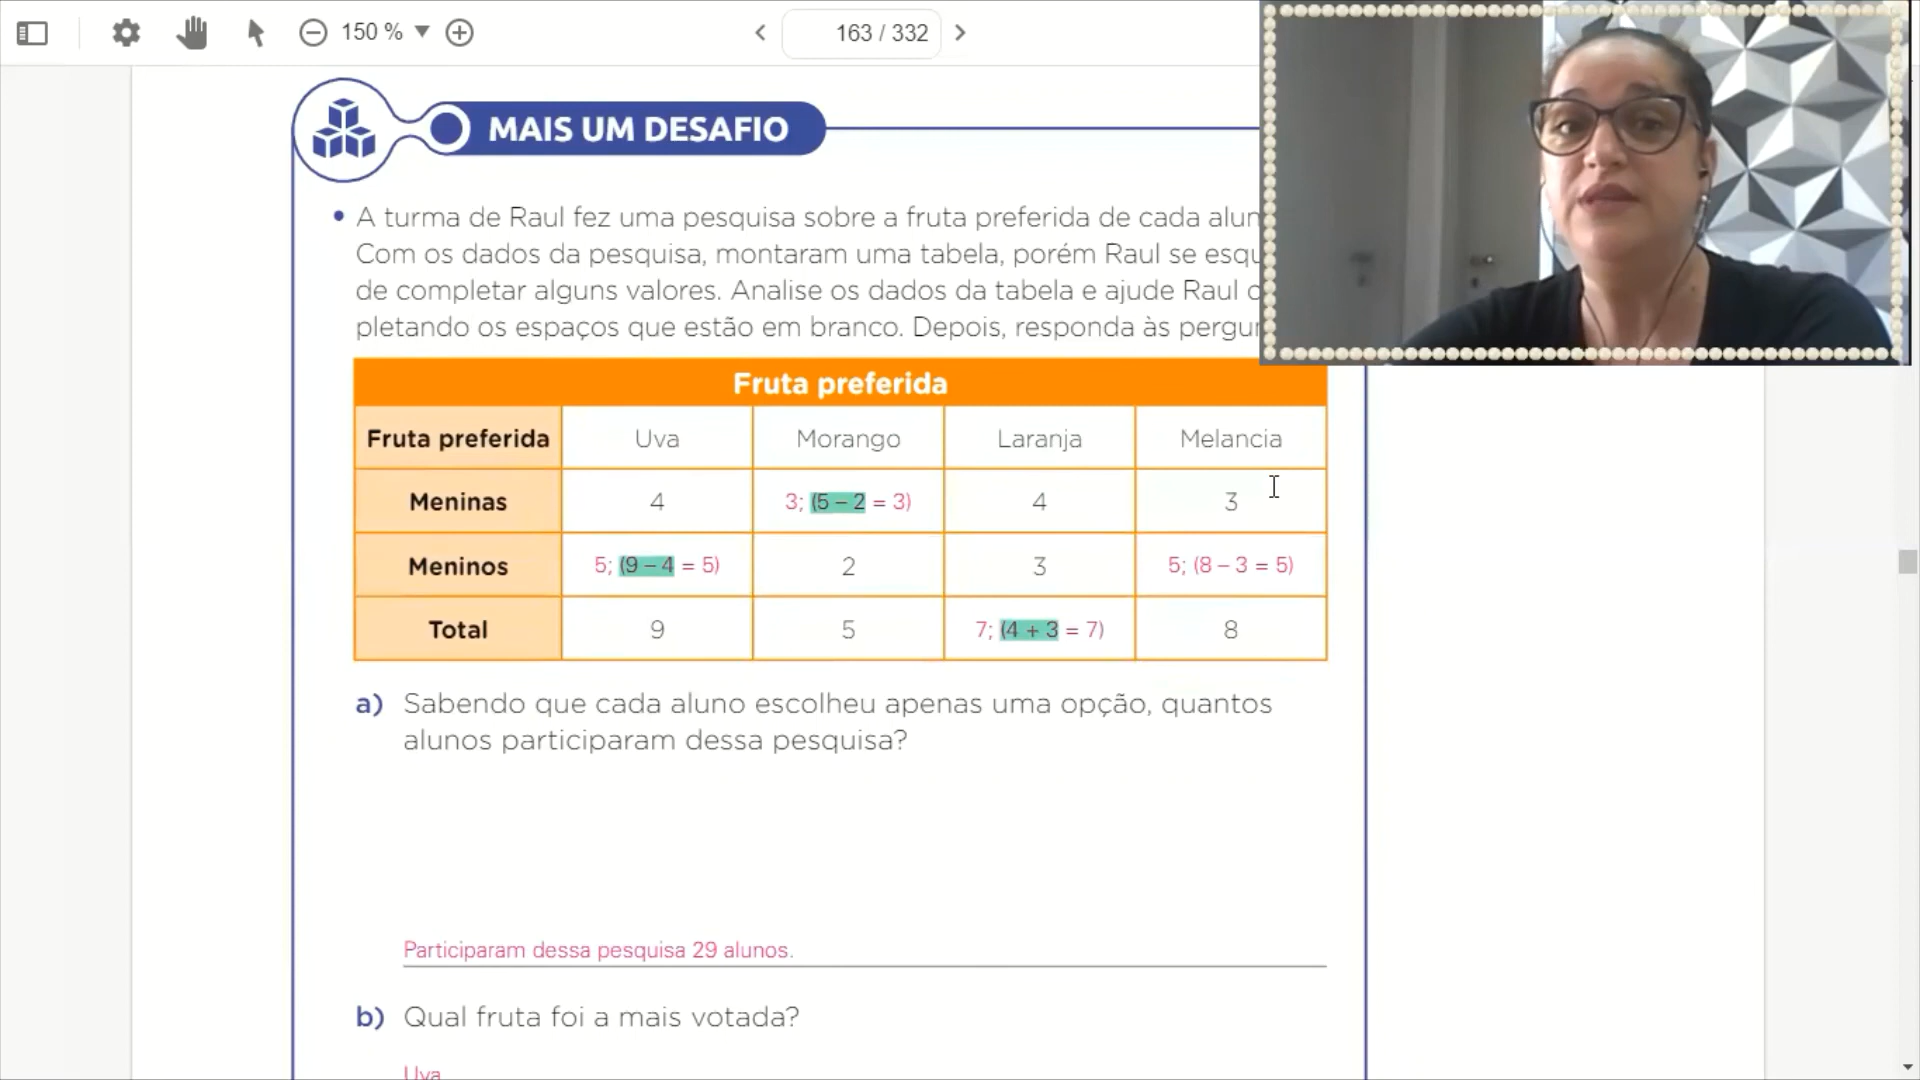 150 %
163 / 332
MAIS UM DESAFIO
• A turma de Raul fez uma pesquisa sobre a fruta preferida de cada
Com os dados da pesquisa, montaram uma tabela, porém Raul se
de completar alguns valores. Analise os dados da tabela e ajude Raul
pletando os espaços que estão em branco. Depois, responda às
Fruta preferida
Fruta preferida Uva Morango Laranja Melancia
Meninas 4 3; (5 – 2 = 3) 4 3
Meninos 5; (9 – 4 = 5) 2 3 5; (8 – 3 = 5)
Total 9 5 7; (4 + 3 = 7) 8
a) Sabendo que cada aluno escolheu apenas uma opção, quantos
alunos participaram dessa pesquisa?
Participaram dessa pesquisa 29 alunos.
b) Qual fruta foi a mais votada?
Uva